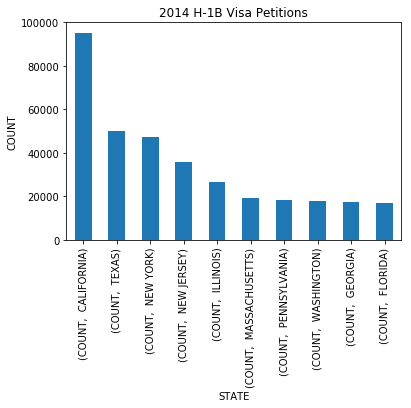 2014 H-1B Visa Petitions
COUNT
100000
80000
60000
40000
20000
0
(COUNT,  CALIFORNIA)
(COUNT,  TEXAS)
(COUNT,  NEW YORK)
(COUNT,  NEW JERSEY)
(COUNT,  ILLINOIS)
(COUNT,  MASSACHUSETTS)
(COUNT,  PENNSYLVANIA)
(COUNT,  WASHINGTON)
(COUNT,  GEORGIA)
(COUNT,  FLORIDA)
STATE